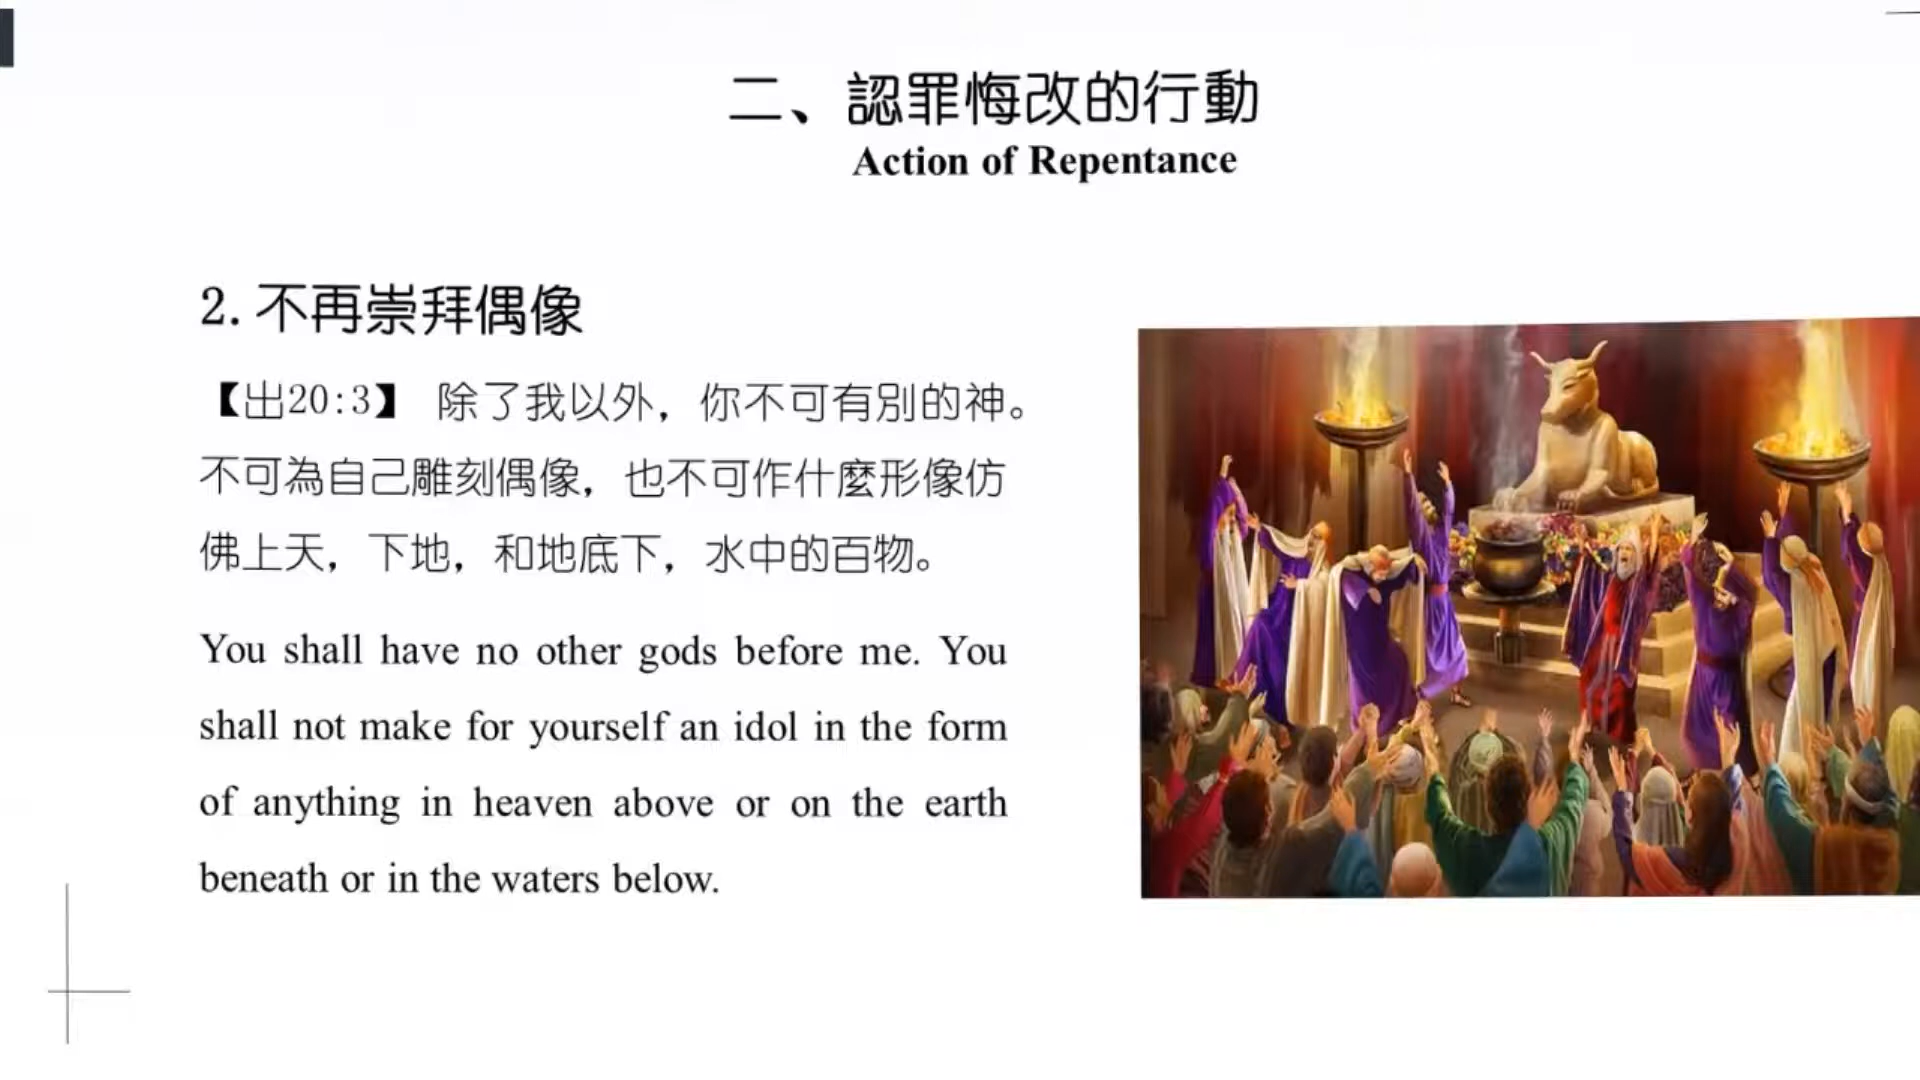 二、認罪悔改的行動
Action of Repentance
2. 不再崇拜偶像
【出20:3】 除了我以外，你不可有別的神。
不可為自己雕刻偶像，也不可作什麼形像仿
佛上天，下地，和地底下，水中的百物。
You shall have no other gods before me. You
shall not make for yourself an idol in the form
of anything in heaven above or on the earth
beneath or in the waters below.